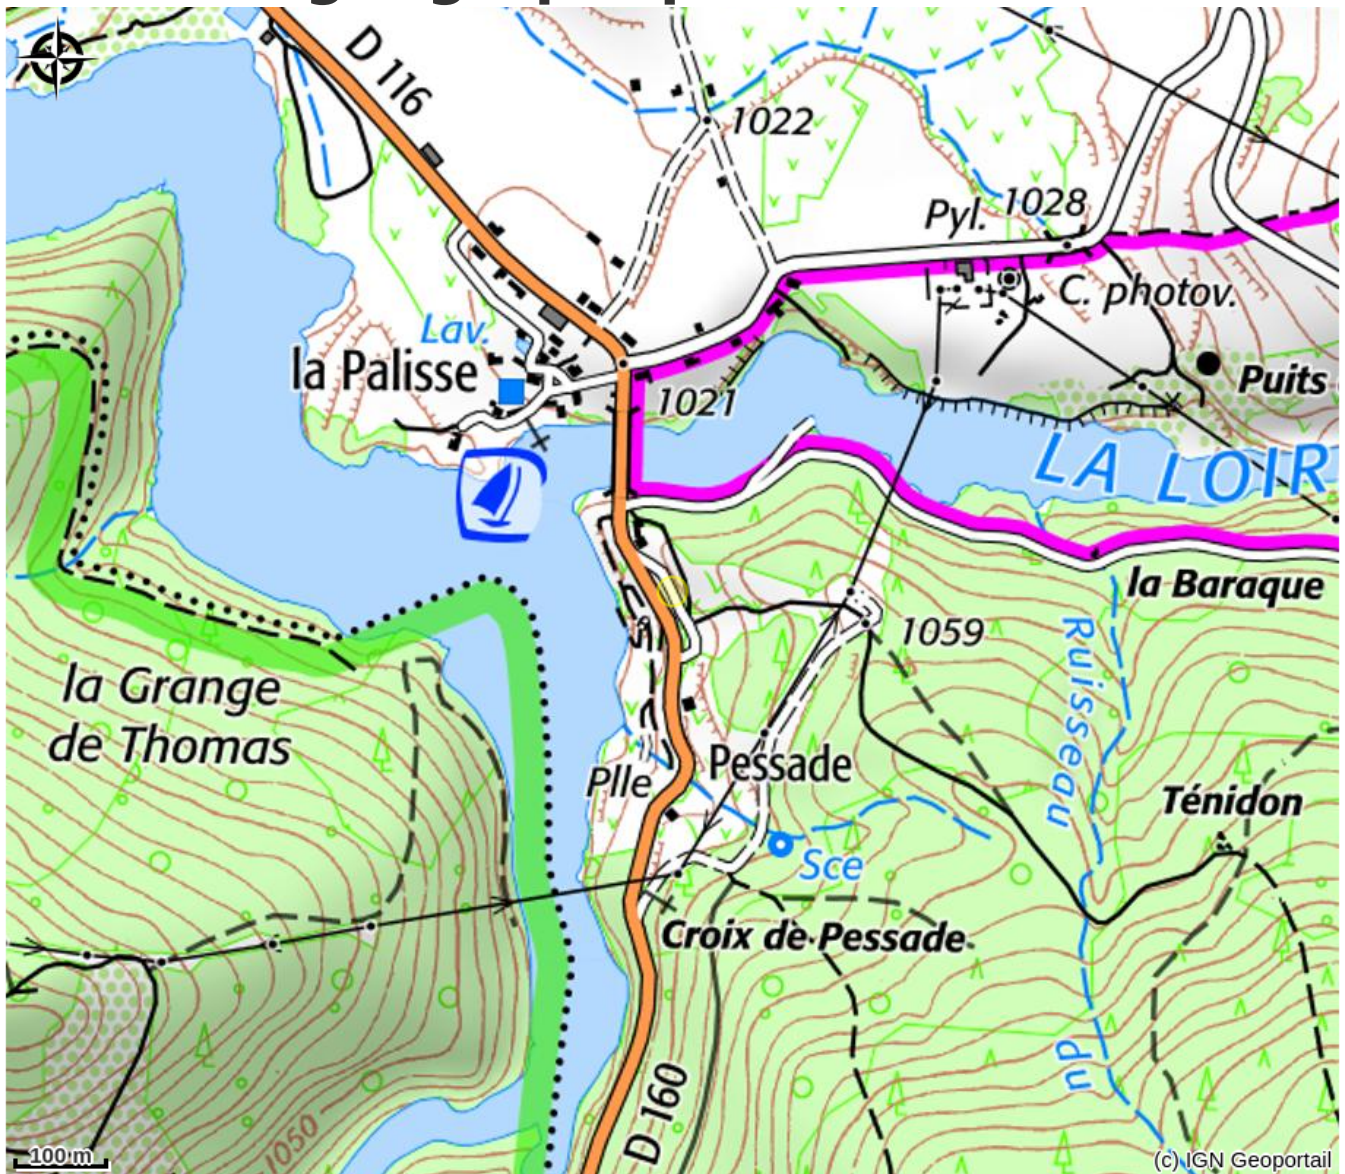 D 116
1022
Pyl.
1028
C. photov.
Lav.
la Palisse
1021
Puits
LA LOIR
la Baraque
1059
Ruisseau
la Grange
de Thomas
Plle
Pessade
Ténidon
Sce
Croix de Pessade
du
D 160
1050
100 m
(c) IGN Geoportail